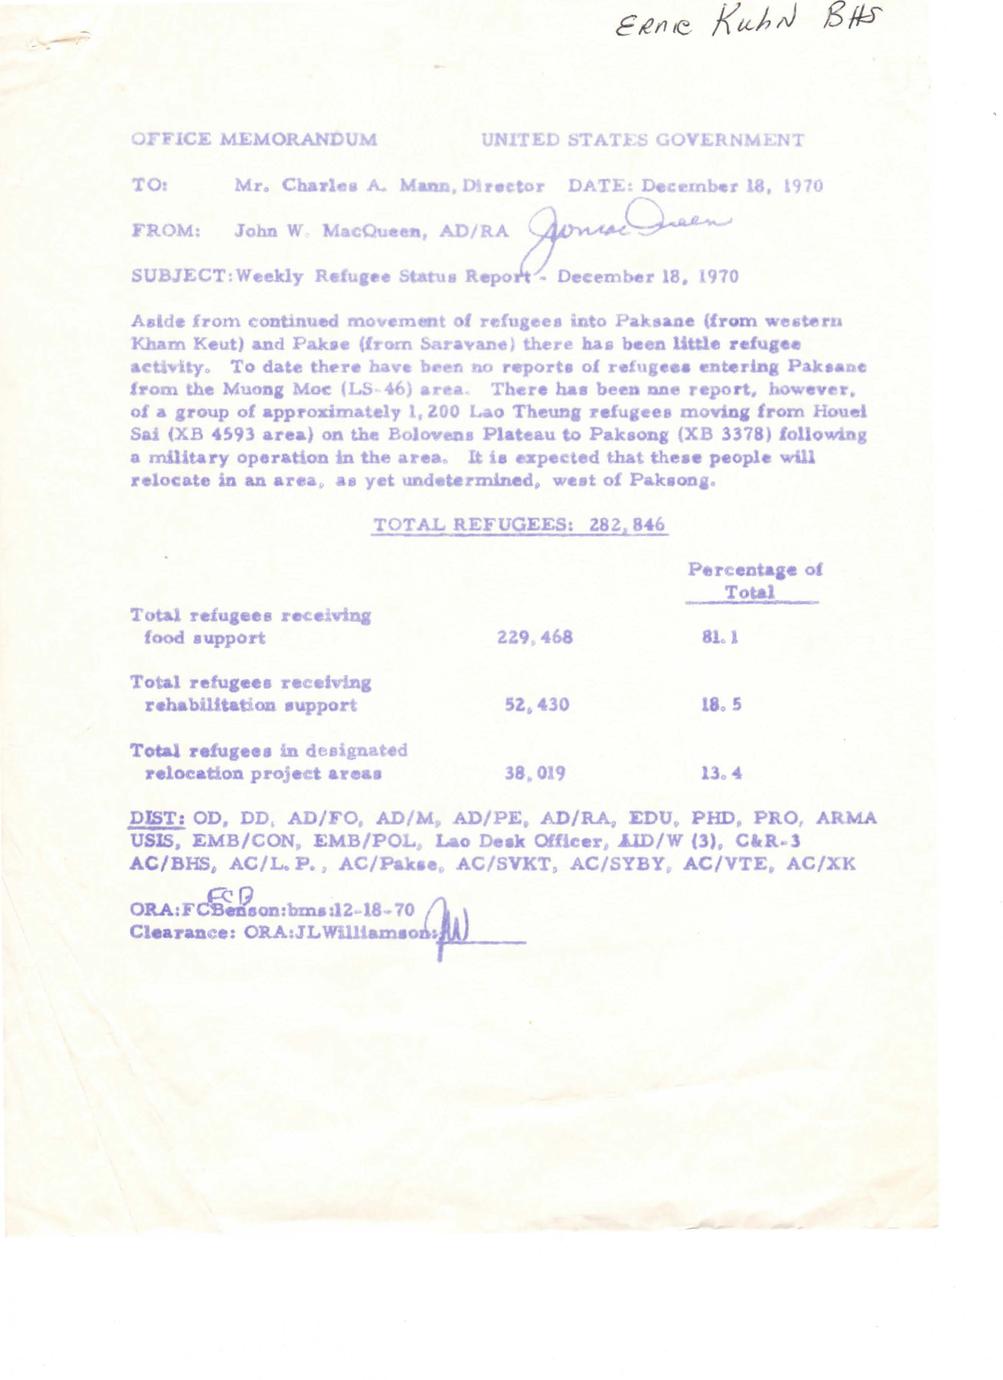 Ernie Kuhn BHS
OFFICE MEMORANDUM UNITED STATES GOVERNMENT
TO: Mr. Charles A. Mann, Director DATE: December 18, 1970
FROM: John W. MacQueen, AD/RA
SUBJECT: Weekly Refugee Status Report - December 18, 1970
Aside from continued movement of refugees into Paksane (from western
Kham Keut) and Pakse (from Saravane) there has been little refugee
activity. To date there have been no reports of refugees entering Paksane
from the Muong Moc (LS-46) area. There has been one report, however,
of a group of approximately 1,200 Lao Theung refugees moving from Houei
Sai (XB 4593 area) on the Bolovens Plateau to Paksong (XB 3378) following
a military operation in the area. It is expected that these people will
relocate in an area, as yet undetermined, west of Paksong.
TOTAL REFUGEES: 282,846
Percentage of
Total
Total refugees receiving
food support 229,468 81.1
Total refugees receiving
rehabilitation support 52,430 18.5
Total refugees in designated
relocation project areas 38,019 13.4
DIST: OD, DD, AD/FO, AD/M, AD/PE, AD/RA, EDU, PHD, PRO, ARMA
USIS, EMB/CON, EMB/POL, Lao Desk Officer, AID/W (3), C&R-3
AC/BHS, AC/L.P., AC/Pakse, AC/SVKT, AC/SYBY, AC/VTE, AC/XK
FCB
ORA:FCBenson:bms:12-18-70
Clearance: ORA:JLWilliamson: